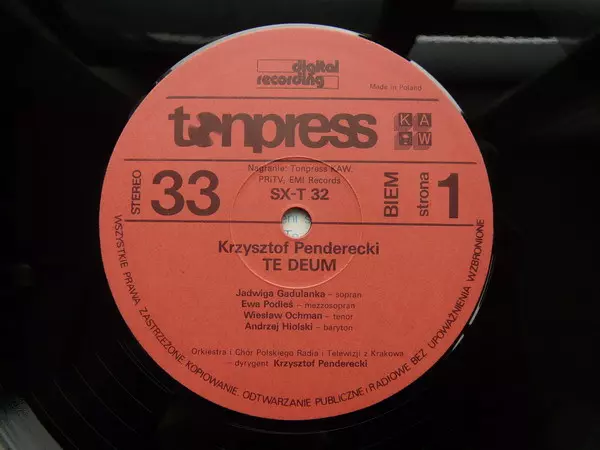 digital
recording
Made in Poland
tonpress
KAW
Nagranie: Tonpress KAW,
PRiTV, EMI Records
SX-T 32
STEREO
33
BIEM
strona
1
Krzysztof Penderecki
TE DEUM
Jadwiga Gadulanka – sopran
Ewa Podleś – mezzosopran
Wiesław Ochman – tenor
Andrzej Hiolski – baryton
Orkiestra i Chór Polskiego Radia i Telewizji z Krakowa
dyrygent Krzysztof Penderecki
WSZYSTKIE PRAWA ZASTRZEŻONE. KOPIOWANIE, ODTWARZANIE PUBLICZNE I RADIOWE BEZ UPOWAŻNIENIA WZBRONIONE